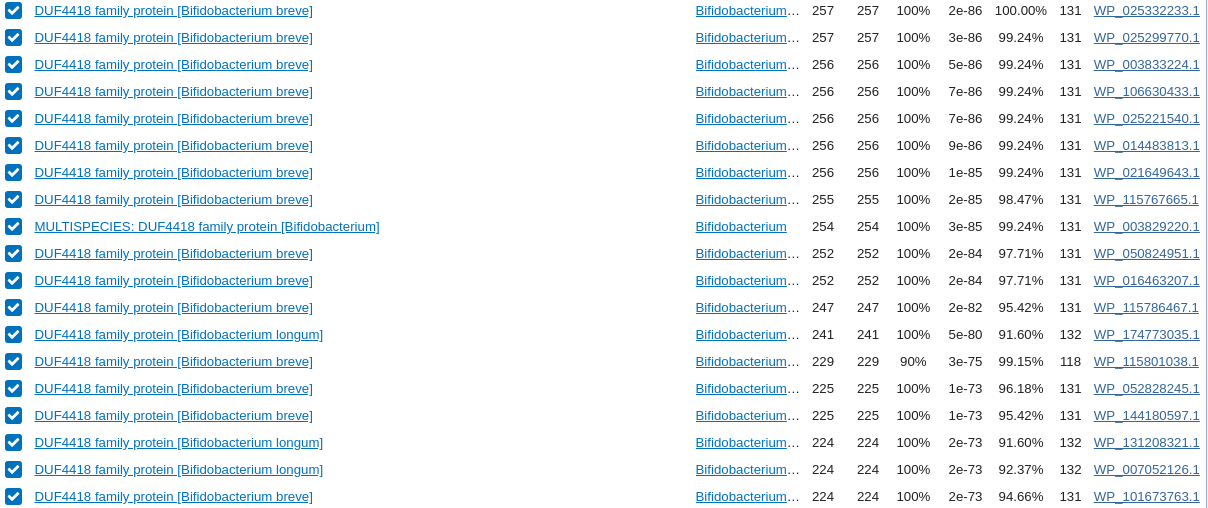 DUF4418 family protein [Bifidobacterium breve] Bifidobacterium... 257 257 100% 2e-86 100.00% 131 WP_025332233.1
DUF4418 family protein [Bifidobacterium breve] Bifidobacterium... 257 257 100% 3e-86 99.24% 131 WP_025299770.1
DUF4418 family protein [Bifidobacterium breve] Bifidobacterium... 256 256 100% 5e-86 99.24% 131 WP_003833224.1
DUF4418 family protein [Bifidobacterium breve] Bifidobacterium... 256 256 100% 7e-86 99.24% 131 WP_106630433.1
DUF4418 family protein [Bifidobacterium breve] Bifidobacterium... 256 256 100% 7e-86 99.24% 131 WP_025221540.1
DUF4418 family protein [Bifidobacterium breve] Bifidobacterium... 256 256 100% 9e-86 99.24% 131 WP_014483813.1
DUF4418 family protein [Bifidobacterium breve] Bifidobacterium... 256 256 100% 1e-85 99.24% 131 WP_021649643.1
DUF4418 family protein [Bifidobacterium breve] Bifidobacterium... 255 255 100% 2e-85 98.47% 131 WP_115767665.1
MULTISPECIES: DUF4418 family protein [Bifidobacterium] Bifidobacterium 254 254 100% 3e-85 99.24% 131 WP_003829220.1
DUF4418 family protein [Bifidobacterium breve] Bifidobacterium... 252 252 100% 2e-84 97.71% 131 WP_050824951.1
DUF4418 family protein [Bifidobacterium breve] Bifidobacterium... 252 252 100% 2e-84 97.71% 131 WP_016463207.1
DUF4418 family protein [Bifidobacterium breve] Bifidobacterium... 247 247 100% 2e-82 95.42% 131 WP_115786467.1
DUF4418 family protein [Bifidobacterium longum] Bifidobacterium... 241 241 100% 5e-80 91.60% 132 WP_174773035.1
DUF4418 family protein [Bifidobacterium breve] Bifidobacterium... 229 229 90% 3e-75 99.15% 118 WP_115801038.1
DUF4418 family protein [Bifidobacterium breve] Bifidobacterium... 225 225 100% 1e-73 96.18% 131 WP_052828245.1
DUF4418 family protein [Bifidobacterium breve] Bifidobacterium... 225 225 100% 1e-73 95.42% 131 WP_144180597.1
DUF4418 family protein [Bifidobacterium longum] Bifidobacterium... 224 224 100% 2e-73 91.60% 132 WP_131208321.1
DUF4418 family protein [Bifidobacterium longum] Bifidobacterium... 224 224 100% 2e-73 92.37% 132 WP_007052126.1
DUF4418 family protein [Bifidobacterium breve] Bifidobacterium... 224 224 100% 2e-73 94.66% 131 WP_101673763.1